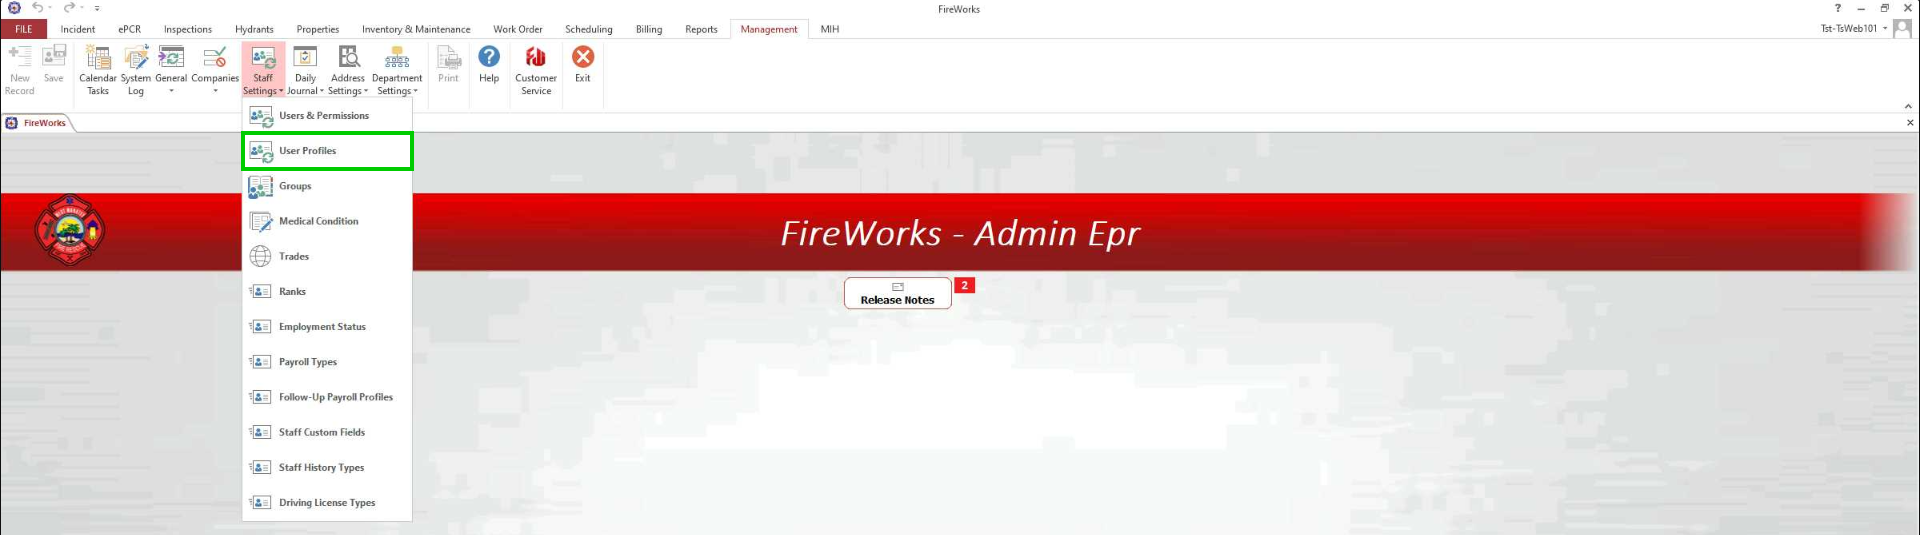 FireWorks
FILE Incident ePCR Inspections Hydrants Properties Inventory & Maintenance Work Order Scheduling Billing Reports Management MIH
Tst-TsWeb101
New Record
Save
Calendar Tasks
System Log
General
Companies
Staff Settings
Daily Journal
Address Settings
Department Settings
Print
Help
Customer Service
Exit
FireWorks
Users & Permissions
User Profiles
Groups
Medical Condition
Trades
Ranks
Employment Status
Payroll Types
Follow-Up Payroll Profiles
Staff Custom Fields
Staff History Types
Driving License Types
FireWorks - Admin Epr
Release Notes
2